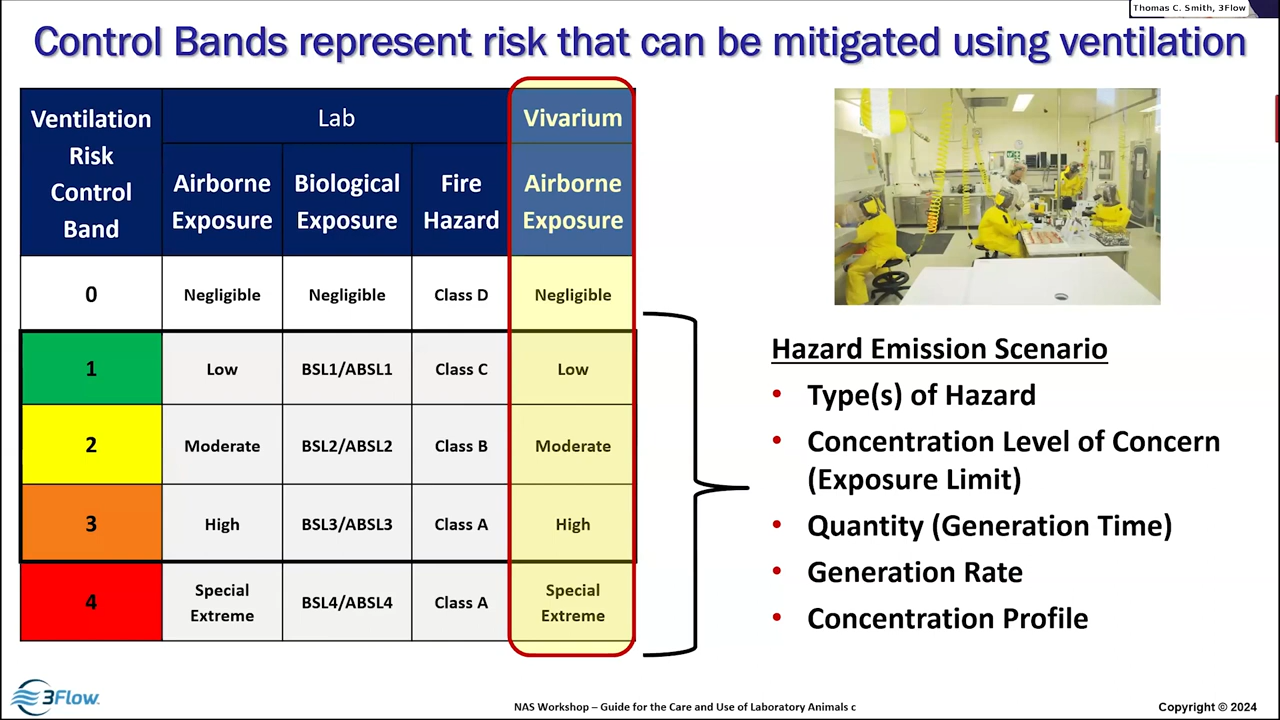 Thomas C. Smith, 3Flow
Control Bands represent risk that can be mitigated using ventilation
Ventilation
Risk
Control
Band
Lab
Vivarium
Airborne
Exposure
Biological
Exposure
Fire
Hazard
Airborne
Exposure
0
Negligible
Negligible
Class D
Negligible
1
Low
BSL1/ABSL1
Class C
Low
2
Moderate
BSL2/ABSL2
Class B
Moderate
3
High
BSL3/ABSL3
Class A
High
4
Special
Extreme
BSL4/ABSL4
Class A
Special
Extreme
Hazard Emission Scenario
• Type(s) of Hazard
• Concentration Level of Concern
(Exposure Limit)
• Quantity (Generation Time)
• Generation Rate
• Concentration Profile
3Flow.
NAS Workshop – Guide for the Care and Use of Laboratory Animals c
Copyright © 2024